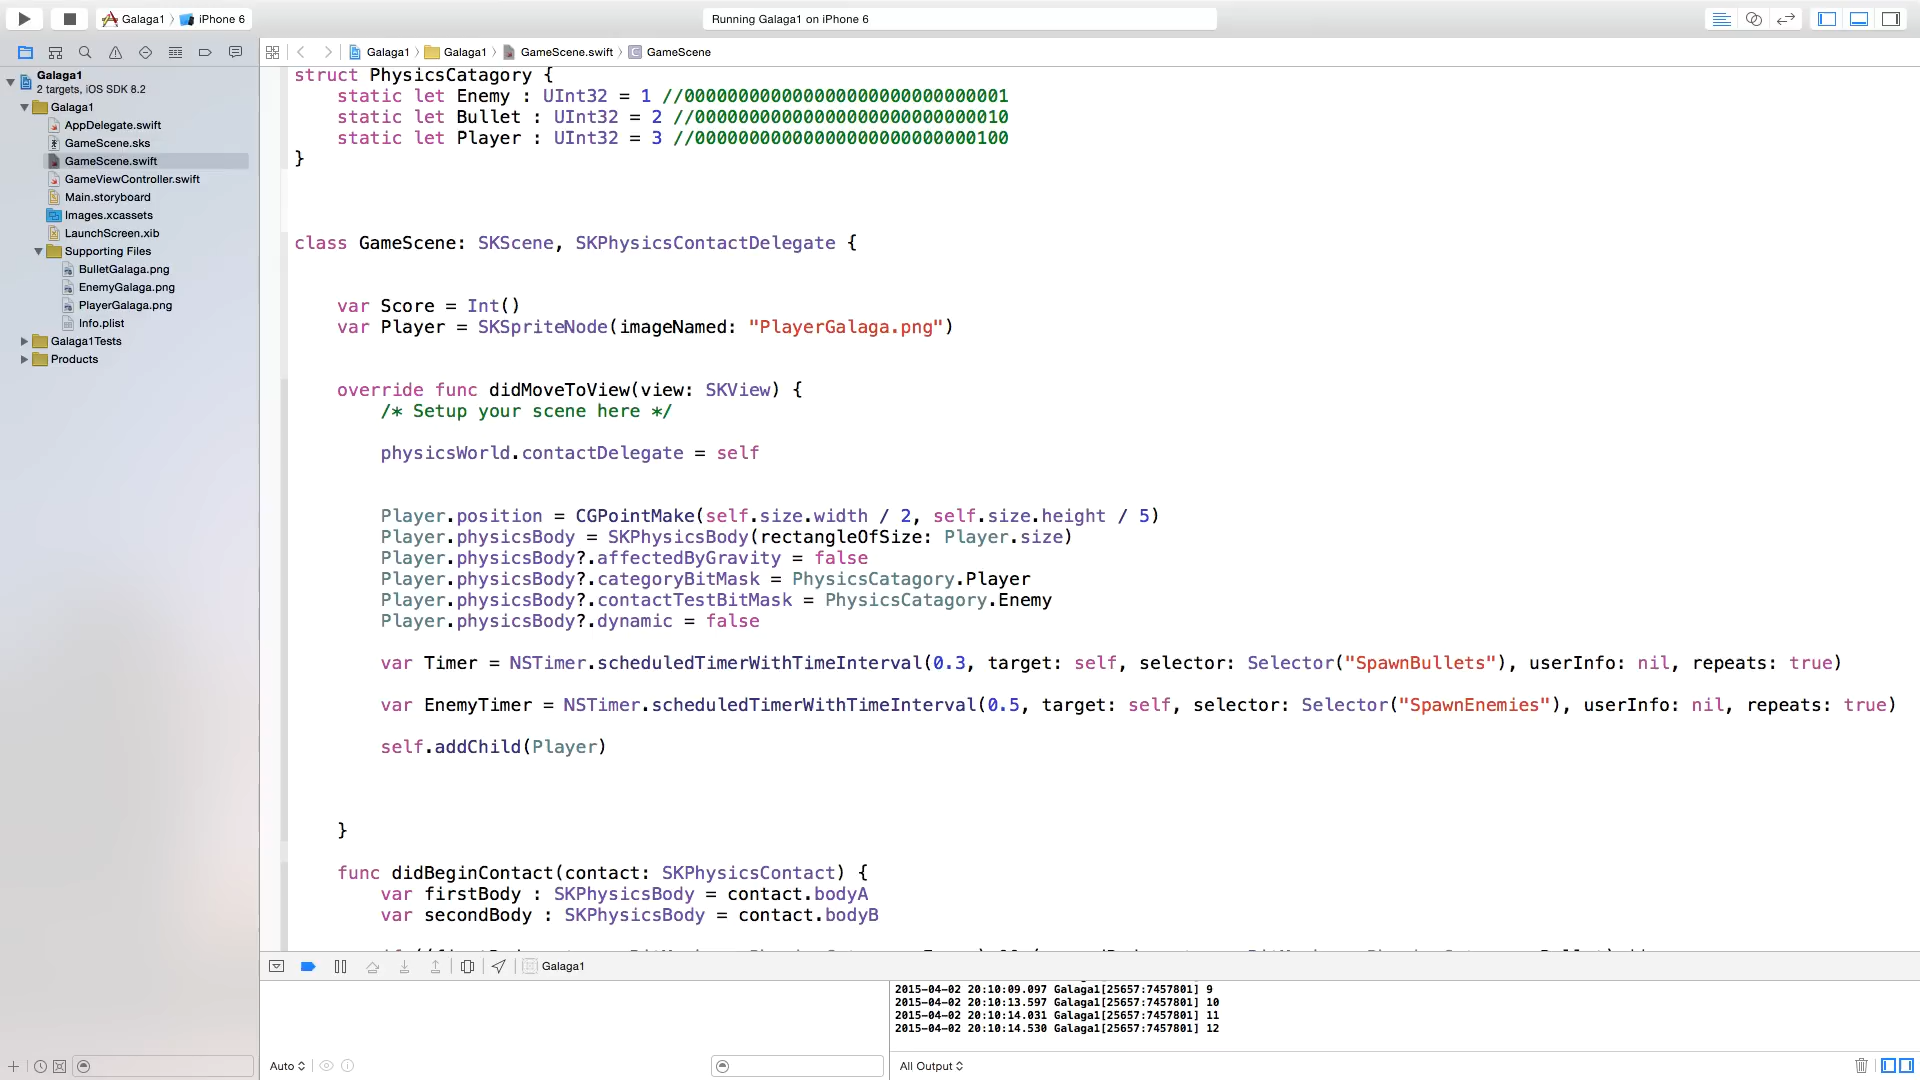 Galaga1 iPhone 6
Running Galaga1 on iPhone 6
Galaga1 Galaga1 GameScene.swift C GameScene
Galaga1
2 targets, iOS SDK 8.2
Galaga1
AppDelegate.swift
GameScene.sks
GameScene.swift
GameViewController.swift
Main.storyboard
Images.xcassets
LaunchScreen.xib
Supporting Files
BulletGalaga.png
EnemyGalaga.png
PlayerGalaga.png
Info.plist
Galaga1Tests
Products
struct PhysicsCatagory {
static let Enemy : UInt32 = 1 //000000000000000000000000000001
static let Bullet : UInt32 = 2 //00000000000000000000000000010
static let Player : UInt32 = 3 //00000000000000000000000000100
}
class GameScene: SKScene, SKPhysicsContactDelegate {
var Score = Int()
var Player = SKSpriteNode(imageNamed: "PlayerGalaga.png")
override func didMoveToView(view: SKView) {
/* Setup your scene here */
physicsWorld.contactDelegate = self
Player.position = CGPointMake(self.size.width / 2, self.size.height / 5)
Player.physicsBody = SKPhysicsBody(rectangleOfSize: Player.size)
Player.physicsBody?.affectedByGravity = false
Player.physicsBody?.categoryBitMask = PhysicsCatagory.Player
Player.physicsBody?.contactTestBitMask = PhysicsCatagory.Enemy
Player.physicsBody?.dynamic = false
var Timer = NSTimer.scheduledTimerWithTimeInterval(0.3, target: self, selector: Selector("SpawnBullets"), userInfo: nil, repeats: true)
var EnemyTimer = NSTimer.scheduledTimerWithTimeInterval(0.5, target: self, selector: Selector("SpawnEnemies"), userInfo: nil, repeats: true)
self.addChild(Player)
}
func didBeginContact(contact: SKPhysicsContact) {
var firstBody : SKPhysicsBody = contact.bodyA
var secondBody : SKPhysicsBody = contact.bodyB
Galaga1
2015-04-02 20:10:09.097 Galaga1[25657:7457801] 9
2015-04-02 20:10:13.597 Galaga1[25657:7457801] 10
2015-04-02 20:10:14.031 Galaga1[25657:7457801] 11
2015-04-02 20:10:14.530 Galaga1[25657:7457801] 12
Auto
All Output